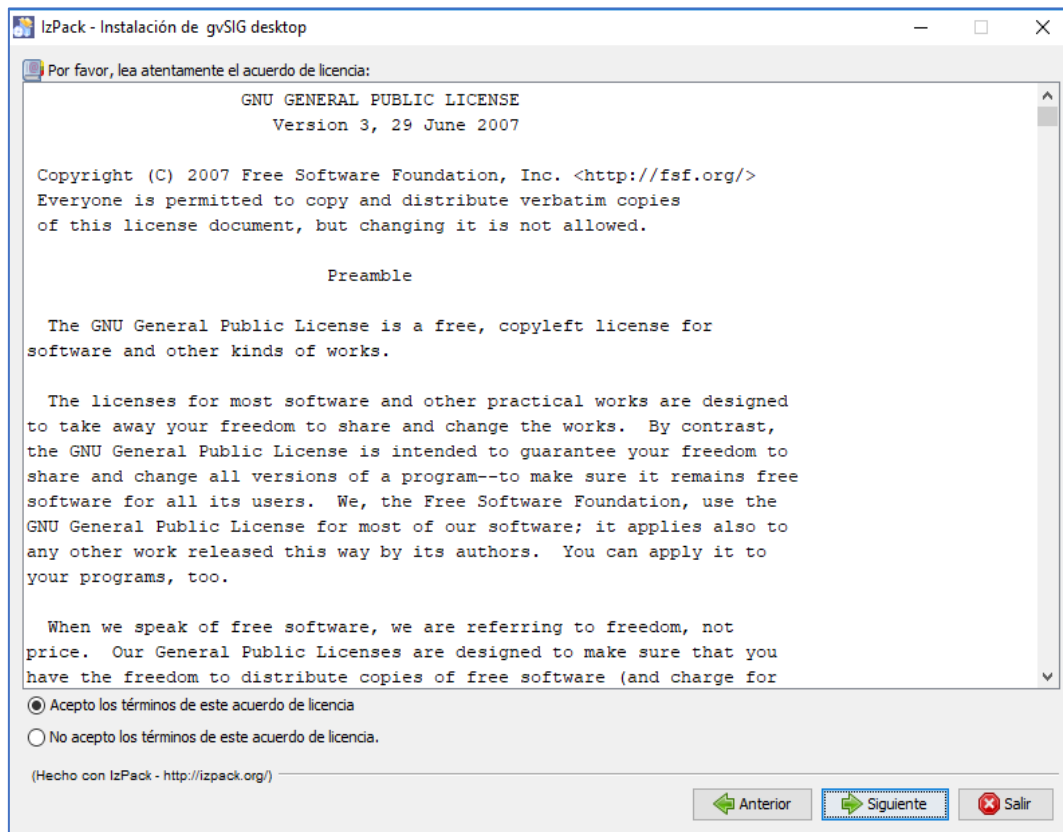 IzPack - Instalación de gvSIG desktop
Por favor, lea atentamente el acuerdo de licencia:
GNU GENERAL PUBLIC LICENSE
Version 3, 29 June 2007
Copyright (C) 2007 Free Software Foundation, Inc. <http://fsf.org/>
Everyone is permitted to copy and distribute verbatim copies
of this license document, but changing it is not allowed.
Preamble
The GNU General Public License is a free, copyleft license for
software and other kinds of works.
The licenses for most software and other practical works are designed
to take away your freedom to share and change the works.  By contrast,
the GNU General Public License is intended to guarantee your freedom to
share and change all versions of a program--to make sure it remains free
software for all its users.  We, the Free Software Foundation, use the
GNU General Public License for most of our software; it applies also to
any other work released this way by its authors.  You can apply it to
your programs, too.
When we speak of free software, we are referring to freedom, not
price.  Our General Public Licenses are designed to make sure that you
have the freedom to distribute copies of free software (and charge for
Acepto los términos de este acuerdo de licencia
No acepto los términos de este acuerdo de licencia.
(Hecho con IzPack - http://izpack.org/)
Anterior Siguiente Salir